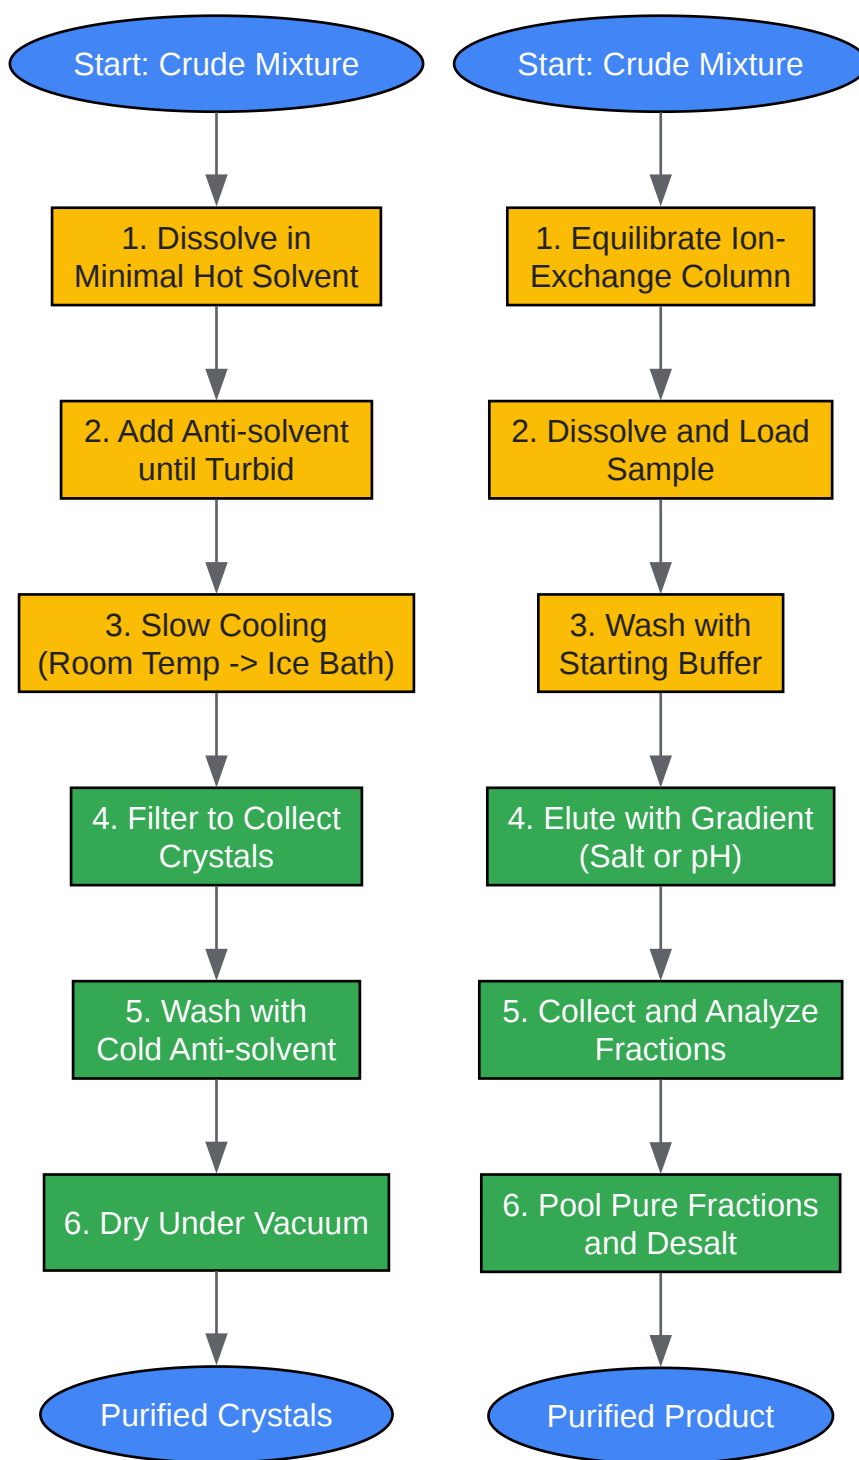 Start: Crude Mixture
1. Dissolve in
Minimal Hot Solvent
2. Add Anti-solvent
until Turbid
3. Slow Cooling
(Room Temp -> Ice Bath)
4. Filter to Collect
Crystals
5. Wash with
Cold Anti-solvent
6. Dry Under Vacuum
Purified Crystals
Start: Crude Mixture
1. Equilibrate Ion-
Exchange Column
2. Dissolve and Load
Sample
3. Wash with
Starting Buffer
4. Elute with Gradient
(Salt or pH)
5. Collect and Analyze
Fractions
6. Pool Pure Fractions
and Desalt
Purified Product